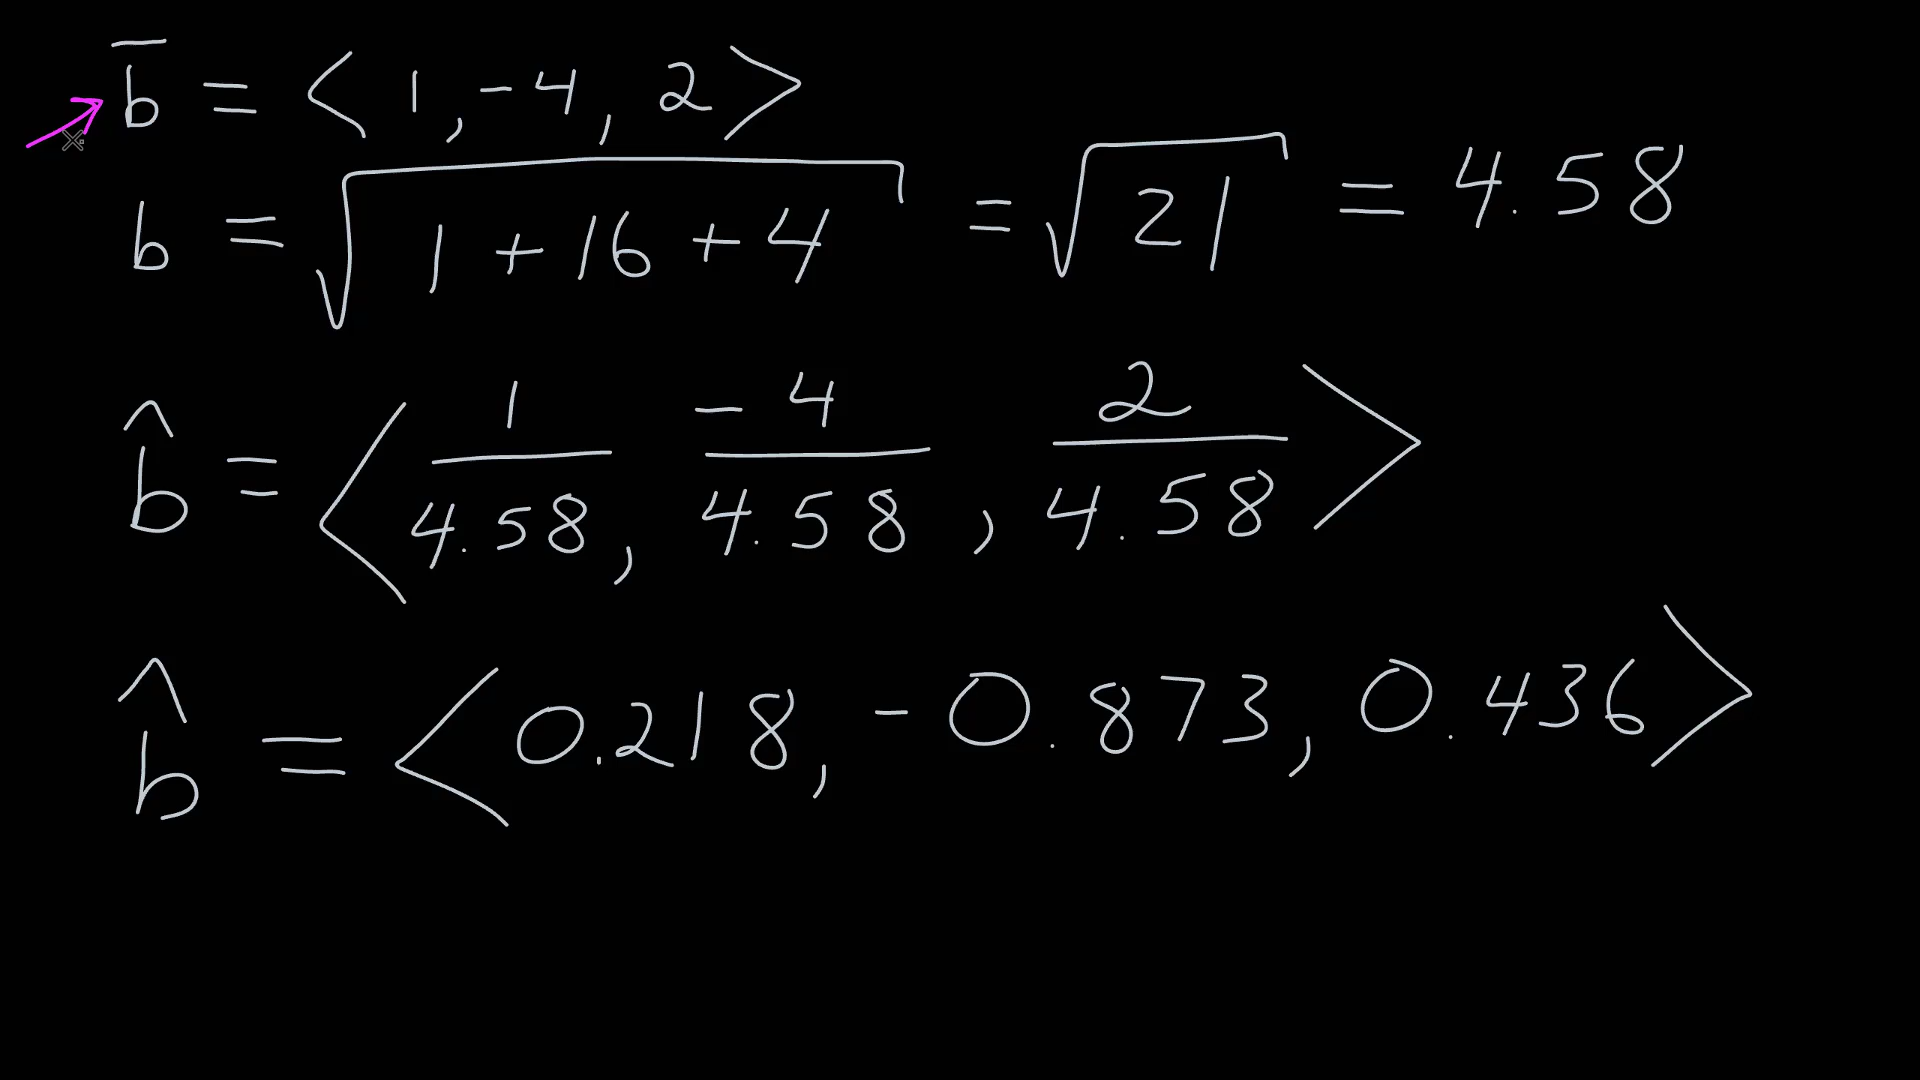 b̅ = < 1, -4, 2 >
b = √(1 + 16 + 4) = √21 = 4.58
b̂ = < 1/4.58, -4/4.58, 2/4.58 >
b̂ = < 0.218, -0.873, 0.436 >